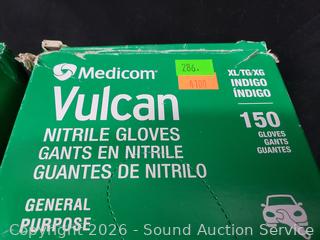 Medicom®
286.
6100
XL/TG/XG
INDIGO
ÍNDIGO
Vulcan
150
GLOVES
GANTS
GUANTES
NITRILE GLOVES
GANTS EN NITRILE
GUANTES DE NITRILO
GENERAL
PURPOSE
Copyright 2026 - Sound Auction Service